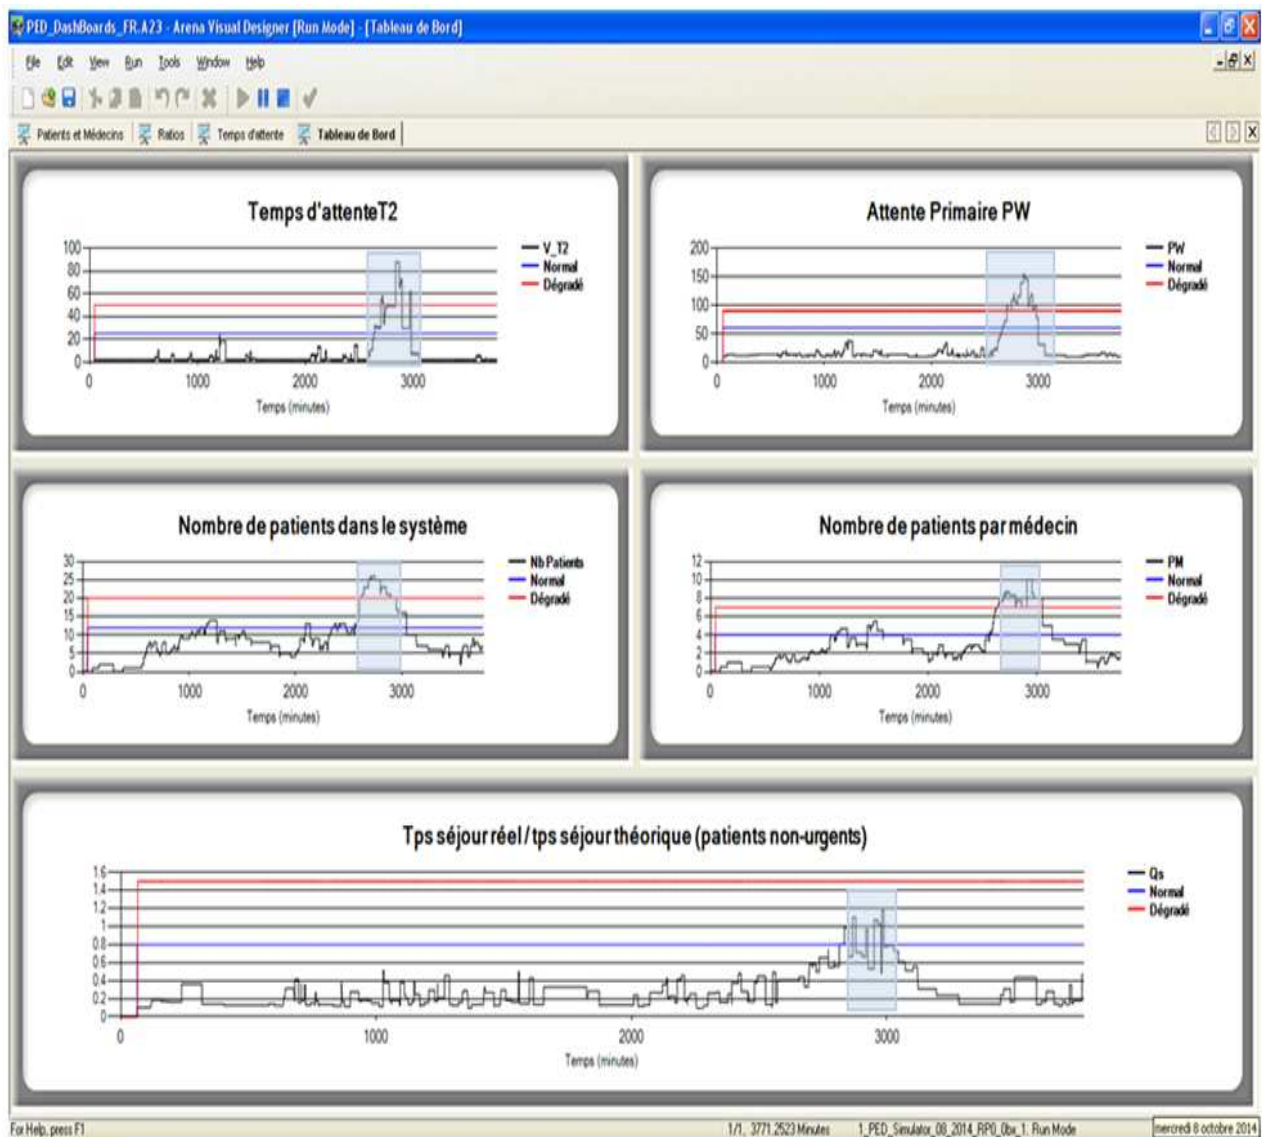 PED_DashBoards_FR.A23 - Arena Visual Designer [Run Mode] - [Tableau de Bord]
File Edit View Run Tools Window Help
Patients et Médecins Ratios Temps d'attente Tableau de Bord
Temps d'attenteT2
100
80
60
40
20
0
0 1000 2000 3000
Temps (minutes)
V_T2
Normal
Dégradé
Attente Primaire PW
200
150
100
50
0
0 1000 2000 3000
Temps (minutes)
PW
Normal
Dégradé
Nombre de patients dans le système
30
25
20
15
10
5
0
0 1000 2000 3000
Temps (minutes)
Nb Patients
Normal
Dégradé
Nombre de patients par médecin
12
10
8
6
4
2
0
0 1000 2000 3000
Temps (minutes)
PM
Normal
Dégradé
Tps séjour réel / tps séjour théorique (patients non-urgents)
1.6
1.4
1.2
1
0.8
0.6
0.4
0.2
0
0 1000 2000 3000
Temps (minutes)
Qs
Normal
Dégradé
For Help, press F1 1/1, 3771.2523 Minutes 1_PED_Simulator_08_2014_RP0_0bx_1. Run Mode mercredi 8 octobre 2014